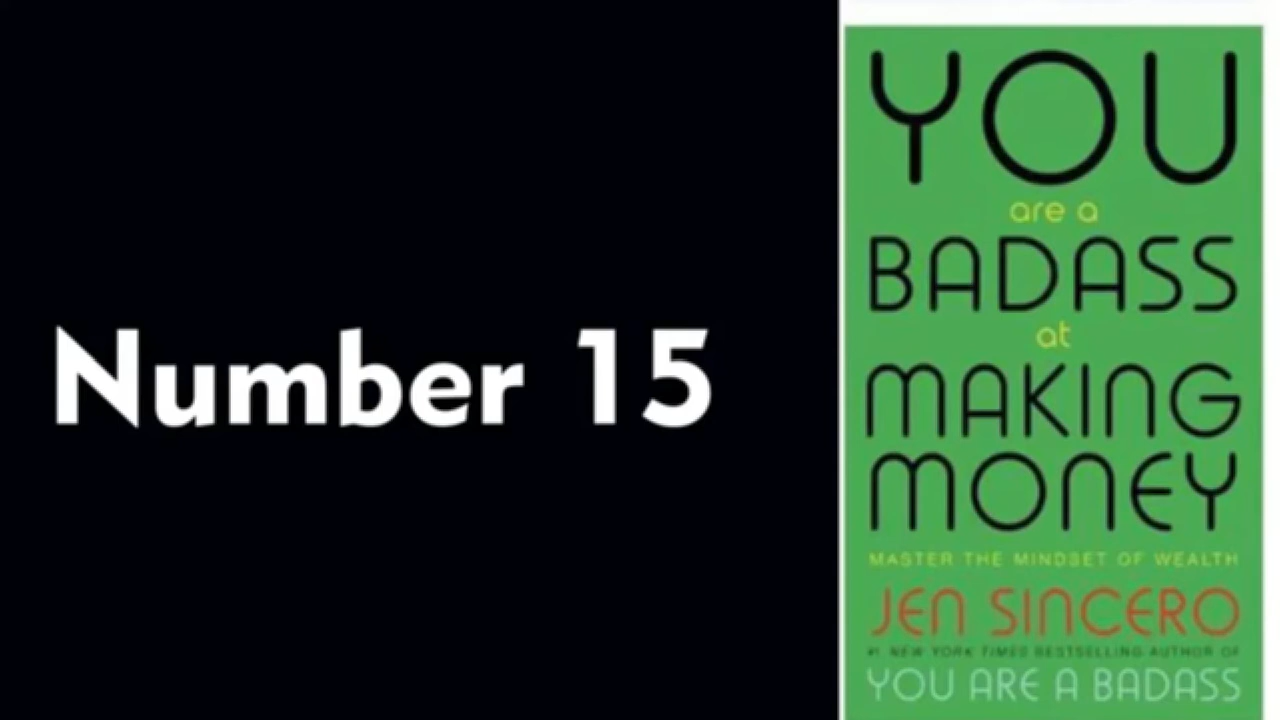 Number 15
YOU
are a
BADASS
at
MAKING
MONEY
MASTER THE MINDSET OF WEALTH
JEN SINCERO
#1 NEW YORK TIMES BESTSELLING AUTHOR OF
YOU ARE A BADASS